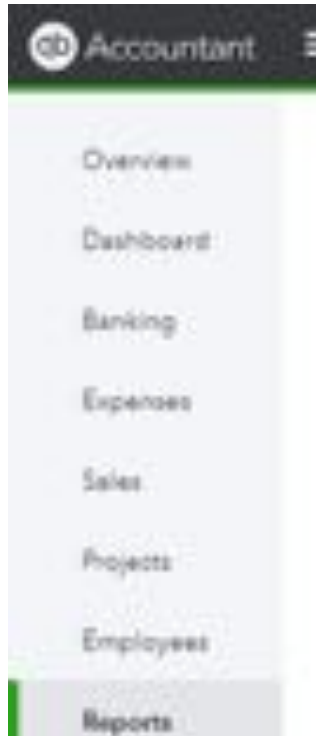 qb Accountant
Overview
Dashboard
Banking
Expenses
Sales
Projects
Employees
Reports